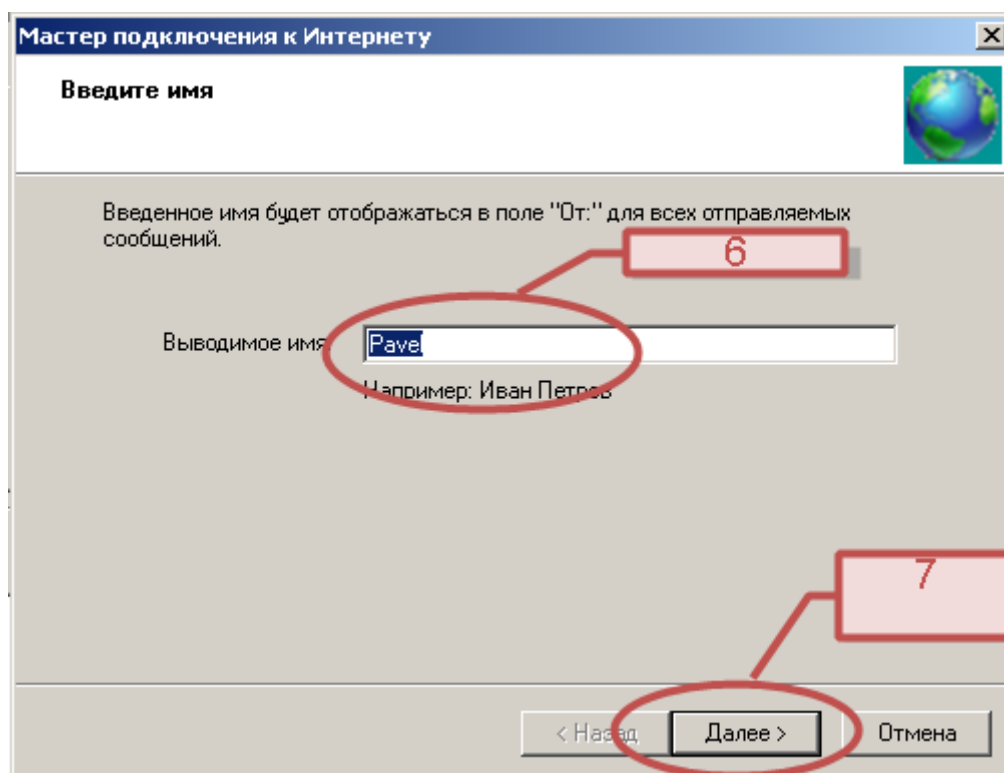 Мастер подключения к Интернету
Введите имя
Введенное имя будет отображаться в поле "От:" для всех отправляемых
сообщений.
6
Выводимое имя:
Pavel
Например: Иван Петров
7
< Назад
Далее >
Отмена